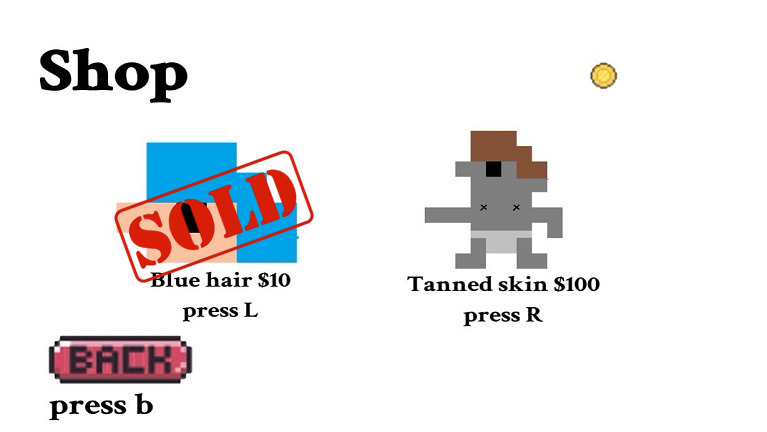 Shop
SOLD
Blue hair $10
press L
Tanned skin $100
press R
BACK
press b